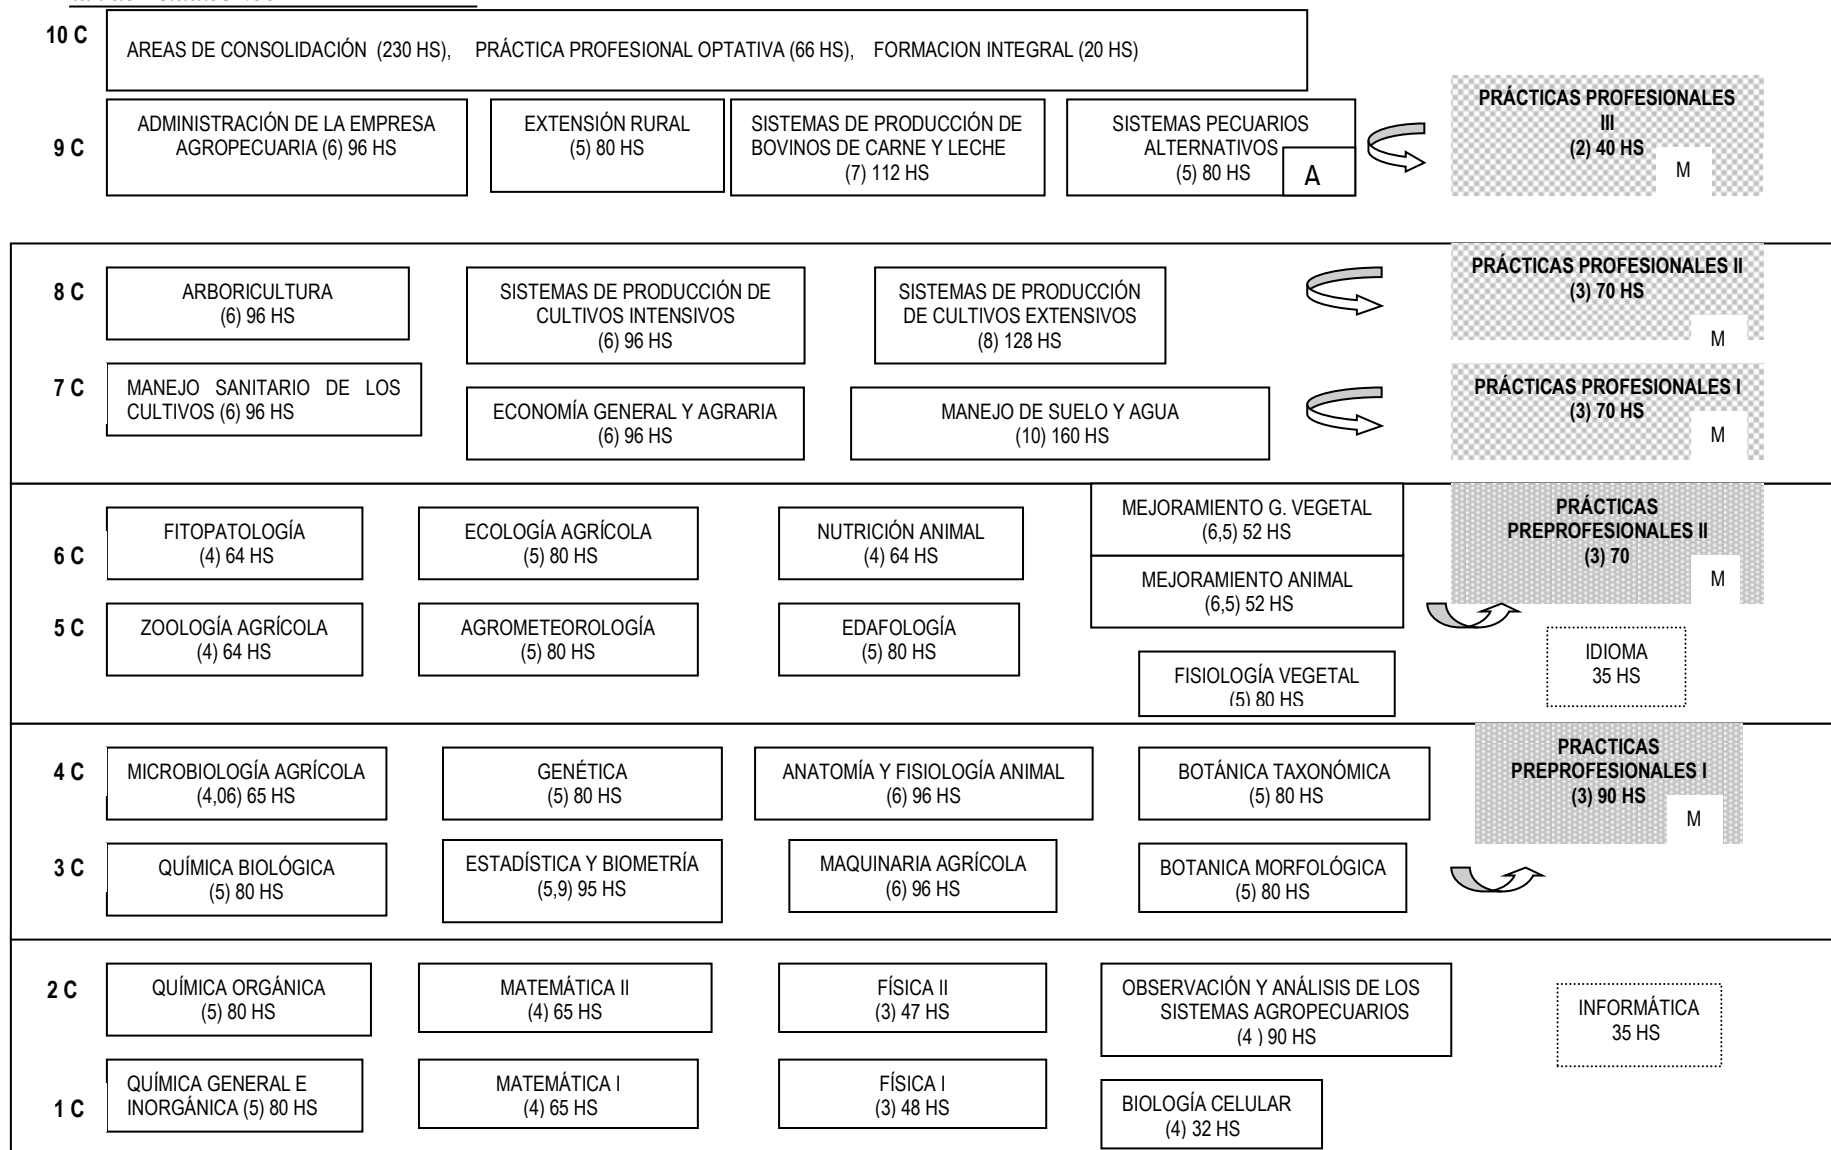 10 C
AREAS DE CONSOLIDACIÓN (230 HS), PRÁCTICA PROFESIONAL OPTATIVA (66 HS), FORMACION INTEGRAL (20 HS)
9 C
ADMINISTRACIÓN DE LA EMPRESA
AGROPECUARIA (6) 96 HS
EXTENSIÓN RURAL
(5) 80 HS
SISTEMAS DE PRODUCCIÓN DE
BOVINOS DE CARNE Y LECHE
(7) 112 HS
SISTEMAS PECUARIOS
ALTERNATIVOS
(5) 80 HS
A
PRÁCTICAS PROFESIONALES
III
(2) 40 HS
M
8 C
ARBORICULTURA
(6) 96 HS
SISTEMAS DE PRODUCCIÓN DE
CULTIVOS INTENSIVOS
(6) 96 HS
SISTEMAS DE PRODUCCIÓN
DE CULTIVOS EXTENSIVOS
(8) 128 HS
PRÁCTICAS PROFESIONALES II
(3) 70 HS
M
7 C
MANEJO SANITARIO DE LOS
CULTIVOS (6) 96 HS
ECONOMÍA GENERAL Y AGRARIA
(6) 96 HS
MANEJO DE SUELO Y AGUA
(10) 160 HS
PRÁCTICAS PROFESIONALES I
(3) 70 HS
M
6 C
FITOPATOLOGÍA
(4) 64 HS
ECOLOGÍA AGRÍCOLA
(5) 80 HS
NUTRICIÓN ANIMAL
(4) 64 HS
MEJORAMIENTO G. VEGETAL
(6,5) 52 HS
MEJORAMIENTO ANIMAL
(6,5) 52 HS
PRÁCTICAS
PREPROFESIONALES II
(3) 70
M
5 C
ZOOLOGÍA AGRÍCOLA
(4) 64 HS
AGROMETEOROLOGÍA
(5) 80 HS
EDAFOLOGÍA
(5) 80 HS
FISIOLOGÍA VEGETAL
(5) 80 HS
IDIOMA
35 HS
4 C
MICROBIOLOGÍA AGRÍCOLA
(4,06) 65 HS
GENÉTICA
(5) 80 HS
ANATOMÍA Y FISIOLOGÍA ANIMAL
(6) 96 HS
BOTÁNICA TAXONÓMICA
(5) 80 HS
PRACTICAS
PREPROFESIONALES I
(3) 90 HS
M
3 C
QUÍMICA BIOLÓGICA
(5) 80 HS
ESTADÍSTICA Y BIOMETRÍA
(5,9) 95 HS
MAQUINARIA AGRÍCOLA
(6) 96 HS
BOTANICA MORFOLÓGICA
(5) 80 HS
2 C
QUÍMICA ORGÁNICA
(5) 80 HS
MATEMÁTICA II
(4) 65 HS
FÍSICA II
(3) 47 HS
OBSERVACIÓN Y ANÁLISIS DE LOS
SISTEMAS AGROPECUARIOS
(4 ) 90 HS
INFORMÁTICA
35 HS
1 C
QUÍMICA GENERAL E
INORGÁNICA (5) 80 HS
MATEMÁTICA I
(4) 65 HS
FÍSICA I
(3) 48 HS
BIOLOGÍA CELULAR
(4) 32 HS